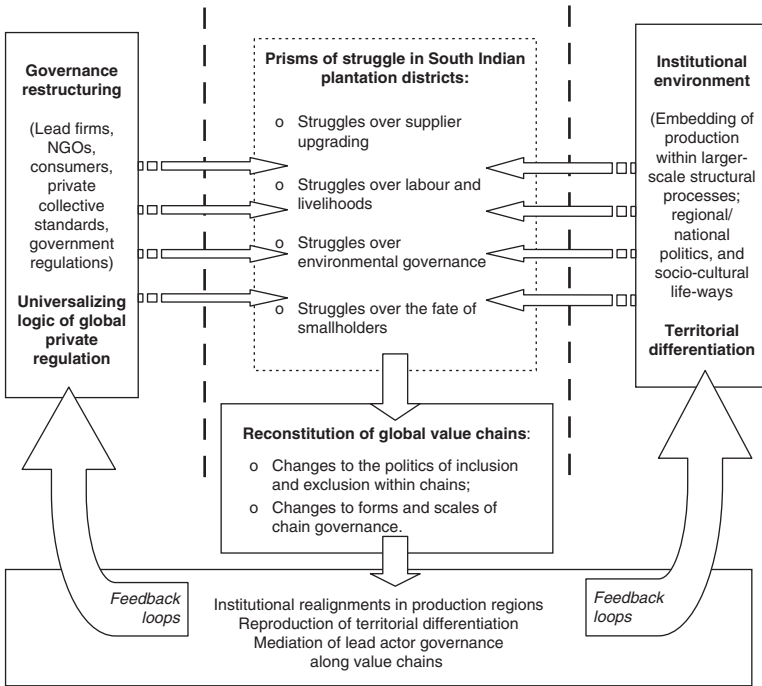 Governance
restructuring
(Lead firms,
NGOs,
consumers,
private
collective
standards,
government
regulations)
Universalizing
logic of global
private
regulation
Prisms of struggle in South Indian
plantation districts:
o Struggles over supplier
upgrading
o Struggles over labour and
livelihoods
o Struggles over
environmental governance
o Struggles over the fate of
smallholders
Institutional
environment
(Embedding of
production
within larger-
scale structural
processes;
regional/
national
politics, and
socio-cultural
life-ways
Territorial
differentiation
Reconstitution of global value chains:
o Changes to the politics of inclusion
and exclusion within chains;
o Changes to forms and scales of
chain governance.
Feedback
loops
Institutional realignments in production regions
Reproduction of territorial differentiation
Mediation of lead actor governance
along value chains
Feedback
loops